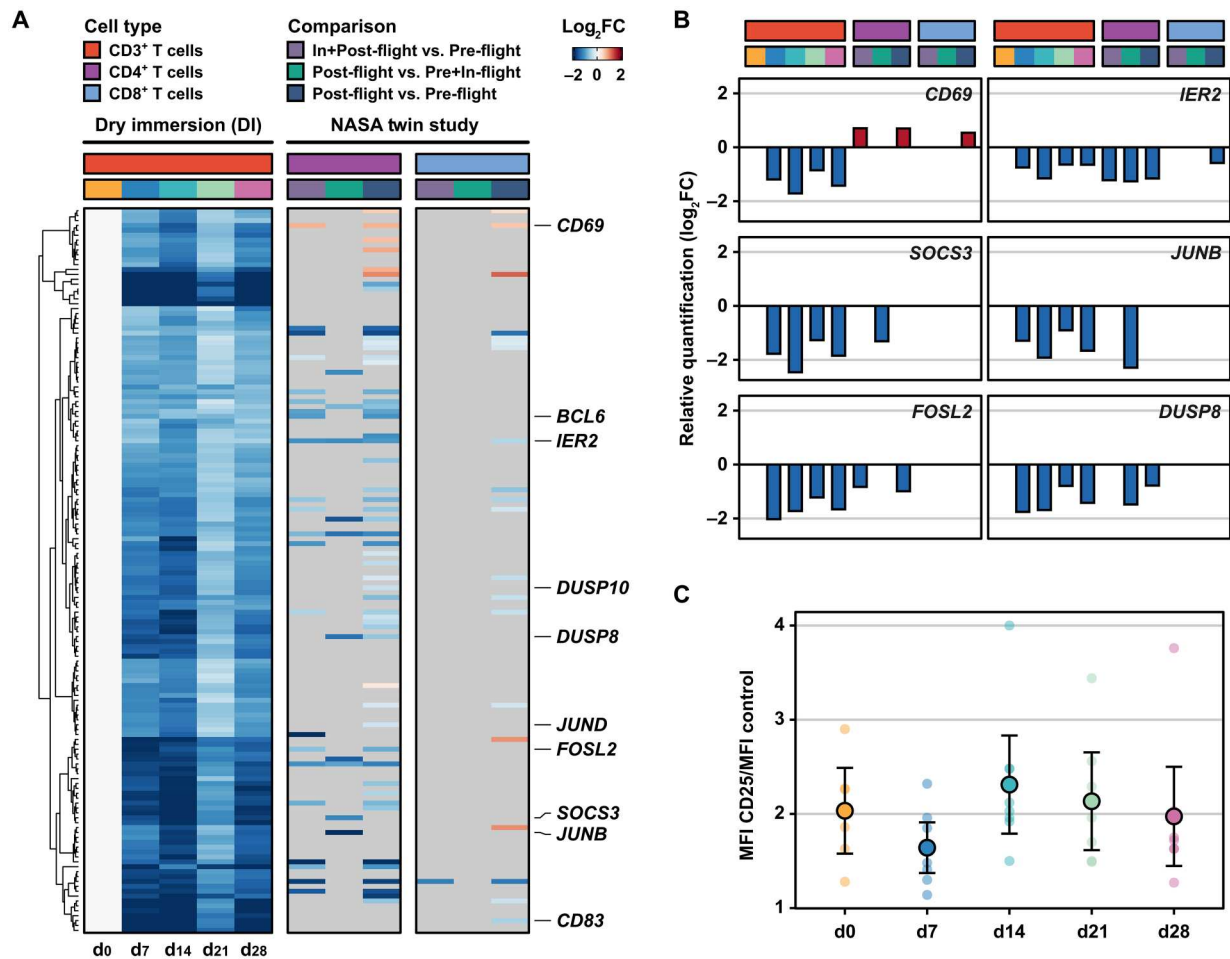 A
Cell type
CD3⁺ T cells
CD4⁺ T cells
CD8⁺ T cells
Comparison
In+Post-flight vs. Pre-flight
Post-flight vs. Pre+In-flight
Post-flight vs. Pre-flight
Log₂FC
–2 0 2
Dry immersion (DI)
NASA twin study
CD69
BCL6
IER2
DUSP10
DUSP8
JUND
FOSL2
SOCS3
JUNB
CD83
d0 d7 d14 d21 d28
B
Relative quantification (log₂FC)
2
0
–2
CD69
IER2
2
0
–2
SOCS3
JUNB
2
0
–2
FOSL2
DUSP8
C
MFI CD25/MFI control
4
3
2
1
d0 d7 d14 d21 d28